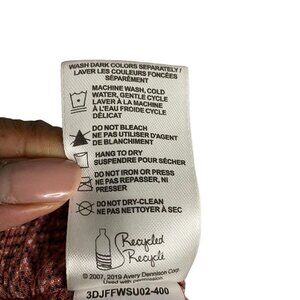 WASH DARK COLORS SEPARATELY /
LAVER LES COULEURS FONCÉES
SÉPARÉMENT
MACHINE WASH, COLD
WATER, GENTLE CYCLE
LAVER À LA MACHINE
À L'EAU FROIDE CYCLE
DÉLICAT
DO NOT BLEACH
NE PAS UTILISER D'AGENT
DE BLANCHIMENT
HANG TO DRY
SUSPENDRE POUR SÉCHER
DO NOT IRON OR PRESS
NE PAS REPASSER, NI
PRESSER
DO NOT DRY-CLEAN
NE PAS NETTOYER À SEC
Recycled
Recycle
© 2007, 2019 Avery Dennison Corp.
Used with permission.
3DJFFWSU02-400